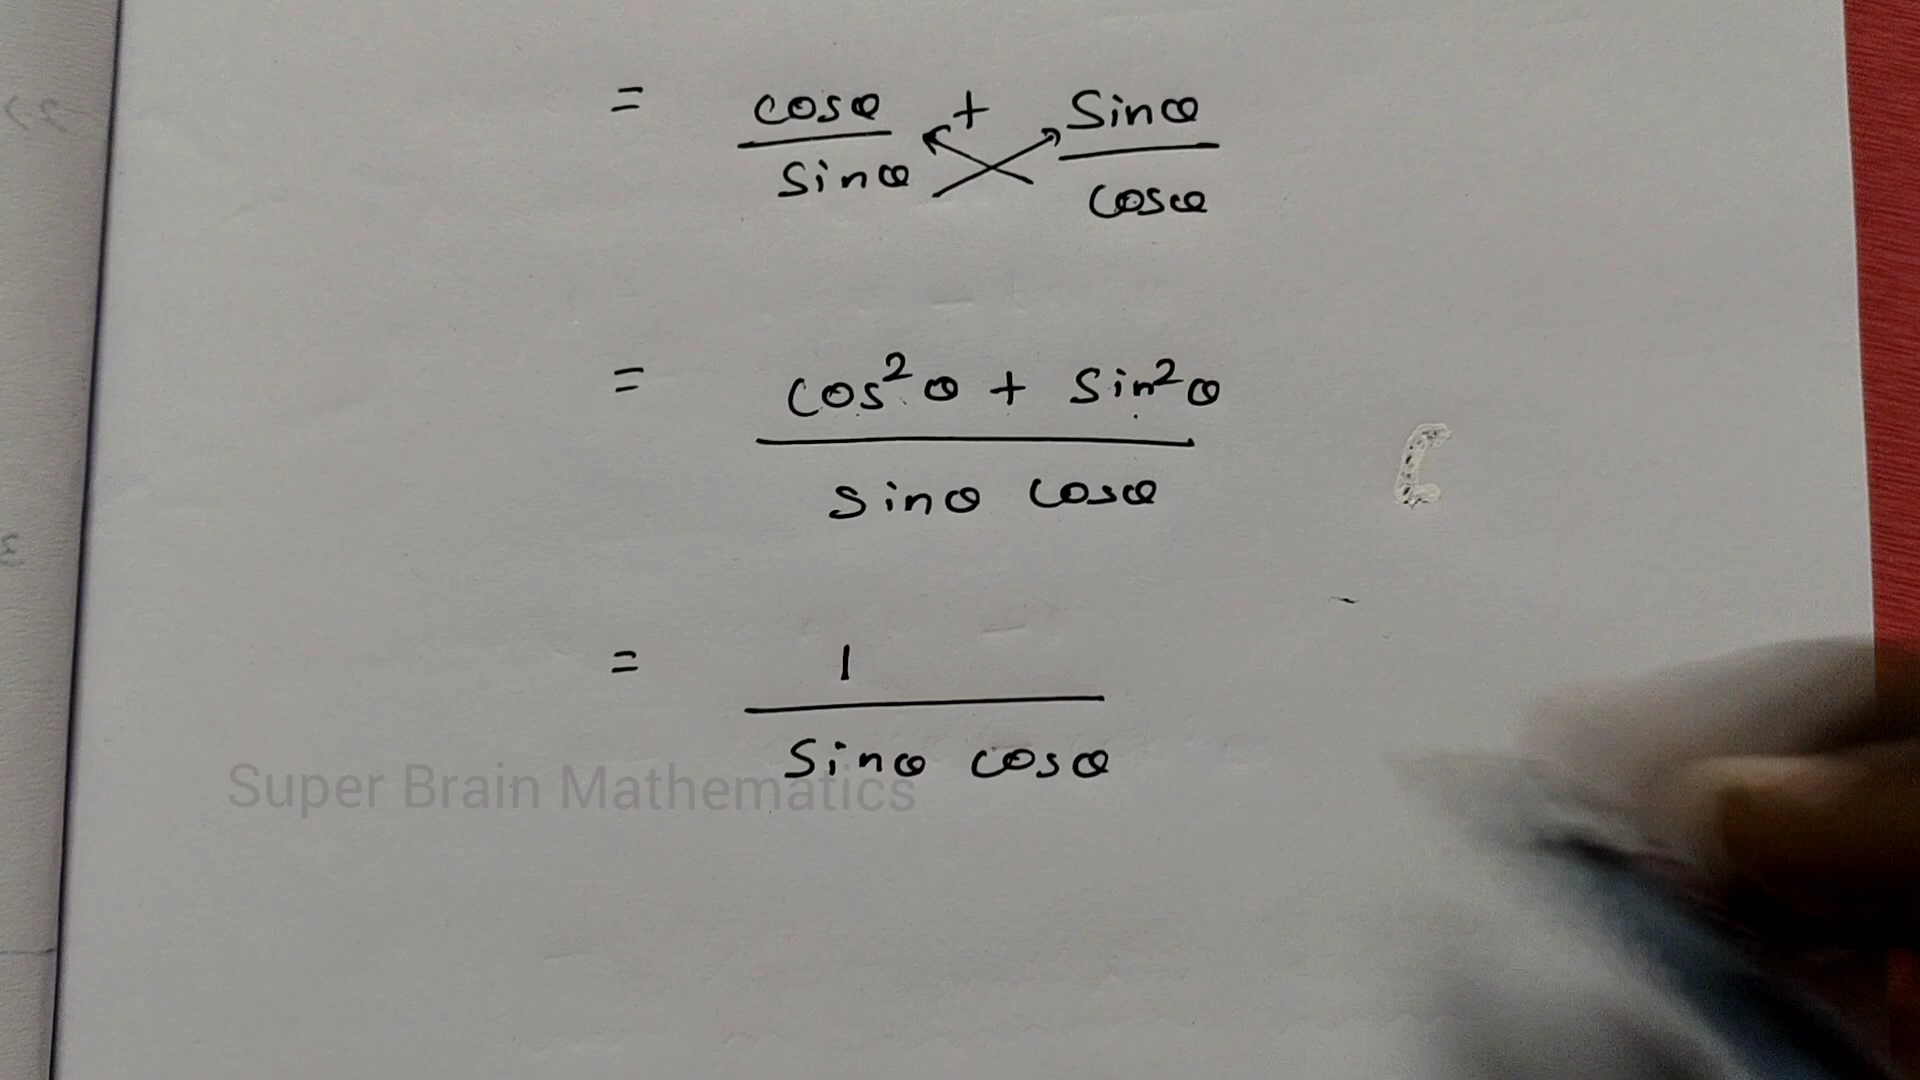 = cosθ + Sinθ
Sinθ cosθ
= cos²θ + Sin²θ
Sinθ cosθ
= 1
Sinθ cosθ
Super Brain Mathematics